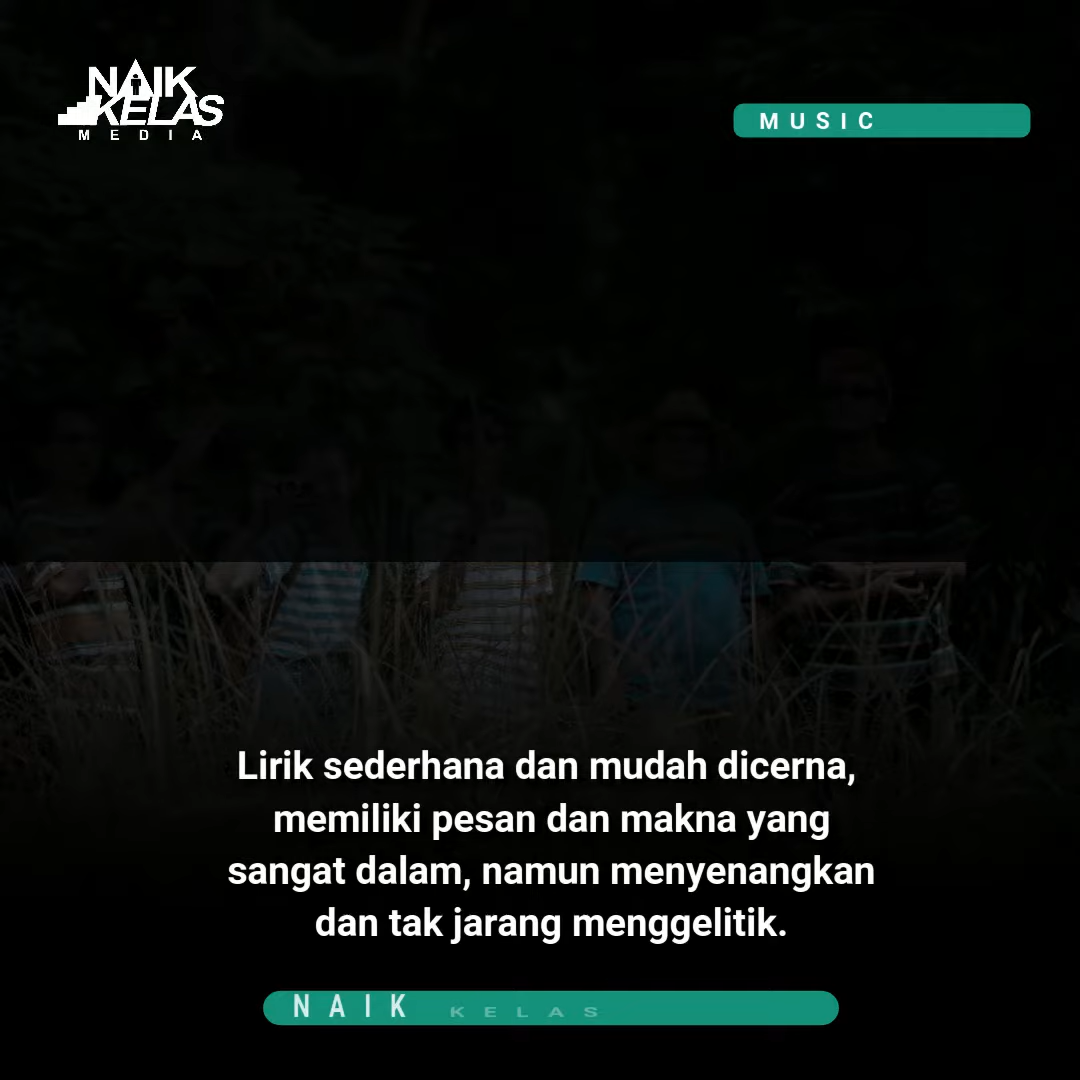 NAIK
KELAS
MEDIA
MUSIC
Lirik sederhana dan mudah dicerna,
memiliki pesan dan makna yang
sangat dalam, namun menyenangkan
dan tak jarang menggelitik.
NAIK KELAS